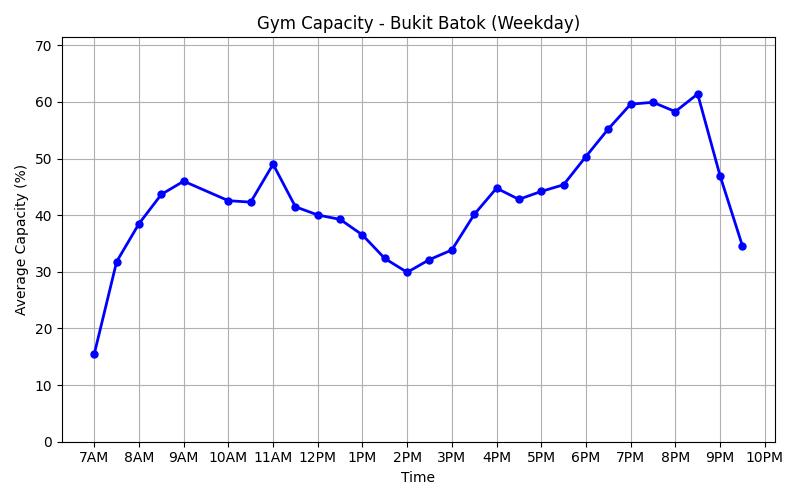 Gym Capacity - Bukit Batok (Weekday)
Average Capacity (%)
70
60
50
40
30
20
10
0
7AM 8AM 9AM 10AM 11AM 12PM 1PM 2PM 3PM 4PM 5PM 6PM 7PM 8PM 9PM 10PM
Time